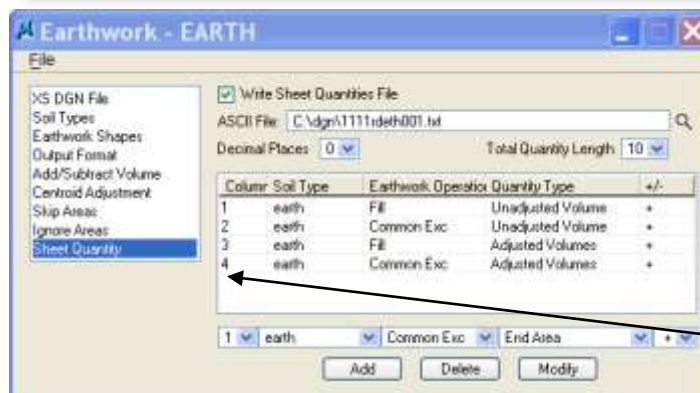 Earthwork - EARTH
File
XS DGN File
Soil Types
Earthwork Shapes
Output Format
Add/Subtract Volume
Centroid Adjustment
Skip Areas
Ignore Areas
Sheet Quantity
Write Sheet Quantities File
ASCII File C:\dgn\1111rdeth001.txt
Decimal Places 0 Total Quantity Length 10
Column Soil Type Earthwork Operation Quantity Type +/-
1 earth Fill Unadjusted Volume +
2 earth Common Exc Unadjusted Volume +
3 earth Fill Adjusted Volumes +
4 earth Common Exc Adjusted Volumes +
1 earth Common Exc End Area +
Add Delete Modify